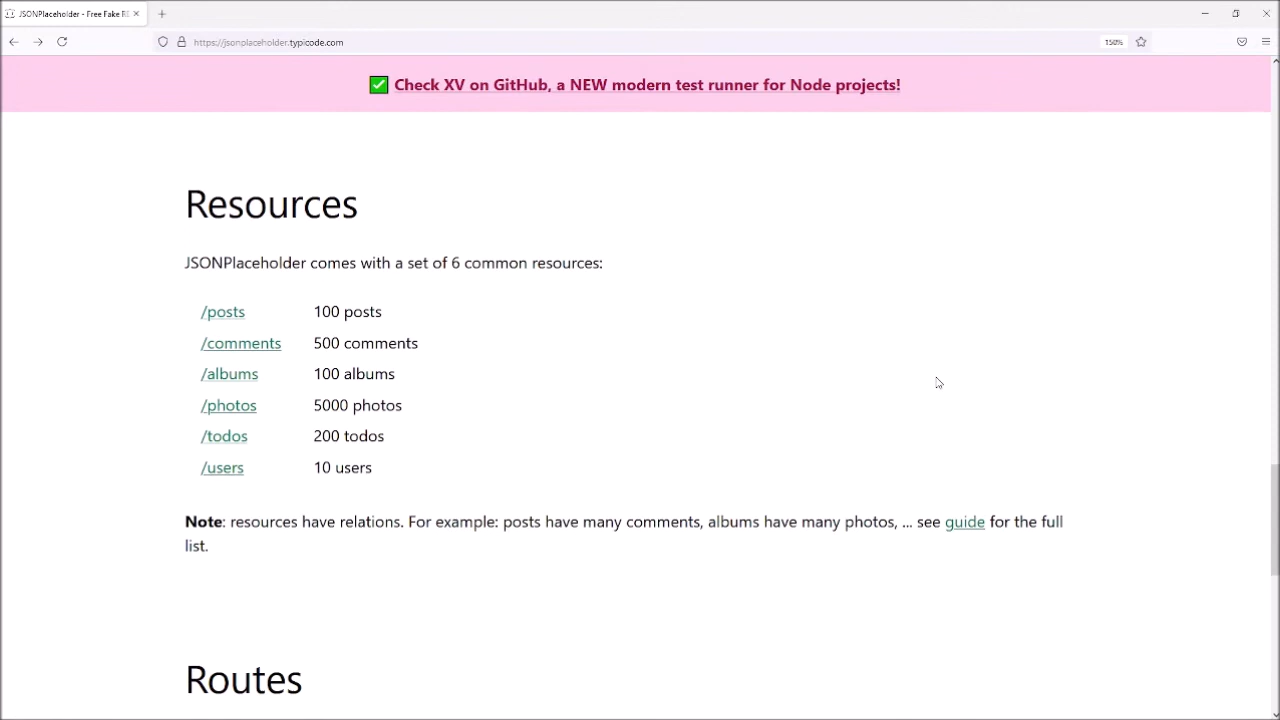 JSONPlaceholder - Free Fake RE
https://jsonplaceholder.typicode.com
150%
✅ Check XV on GitHub, a NEW modern test runner for Node projects!
Resources
JSONPlaceholder comes with a set of 6 common resources:
/posts 100 posts
/comments 500 comments
/albums 100 albums
/photos 5000 photos
/todos 200 todos
/users 10 users
Note: resources have relations. For example: posts have many comments, albums have many photos, ... see guide for the full
list.
Routes